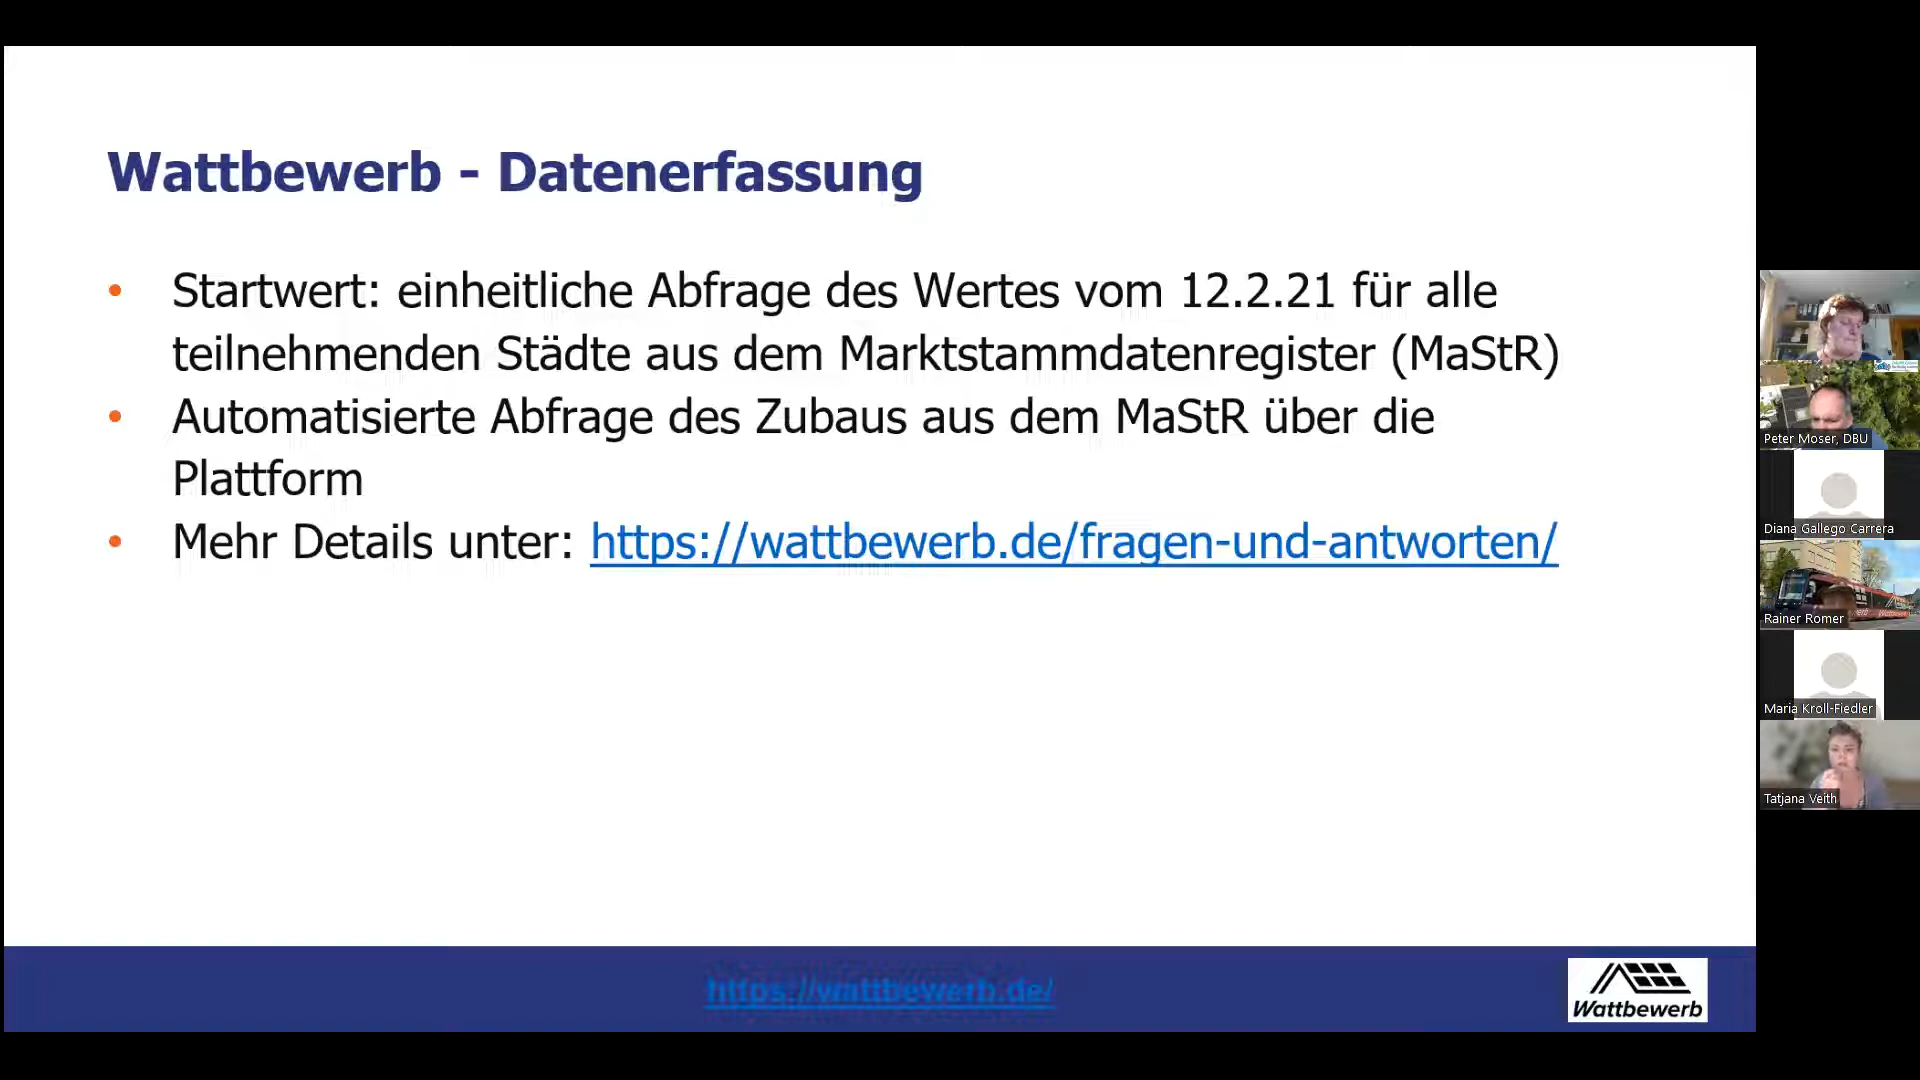 Wattbewerb - Datenerfassung
• Startwert: einheitliche Abfrage des Wertes vom 12.2.21 für alle
teilnehmenden Städte aus dem Marktstammdatenregister (MaStR)
• Automatisierte Abfrage des Zubaus aus dem MaStR über die
Plattform
• Mehr Details unter: https://wattbewerb.de/fragen-und-antworten/
https://wattbewerb.de/
Wattbewerb
Peter Moser, DBU
Diana Gallego Carrera
Rainer Romer
Maria Kroll-Fiedler
Tatjana Veith